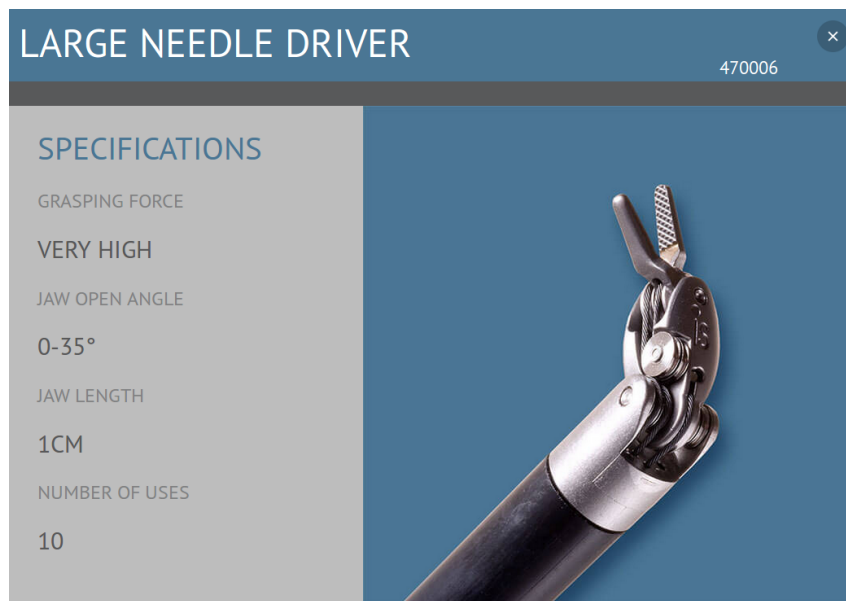 LARGE NEEDLE DRIVER
470006
SPECIFICATIONS
GRASPING FORCE
VERY HIGH
JAW OPEN ANGLE
0-35°
JAW LENGTH
1CM
NUMBER OF USES
10